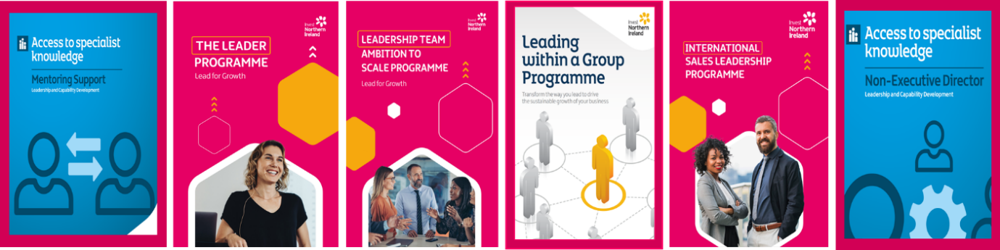 Access to specialist
knowledge
Mentoring Support
Leadership and Capability Development
Invest
Northern
Ireland
THE LEADER
PROGRAMME
Lead for Growth
Invest
Northern
Ireland
LEADERSHIP TEAM
AMBITION TO
SCALE PROGRAMME
Lead for Growth
Invest
Northern
Ireland
Leading
within a Group
Programme
Transform the way you lead to drive
the sustainable growth of your business
Invest
Northern
Ireland
INTERNATIONAL
SALES LEADERSHIP
PROGRAMME
Access to specialist
knowledge
Non-Executive Director
Leadership and Capability Development